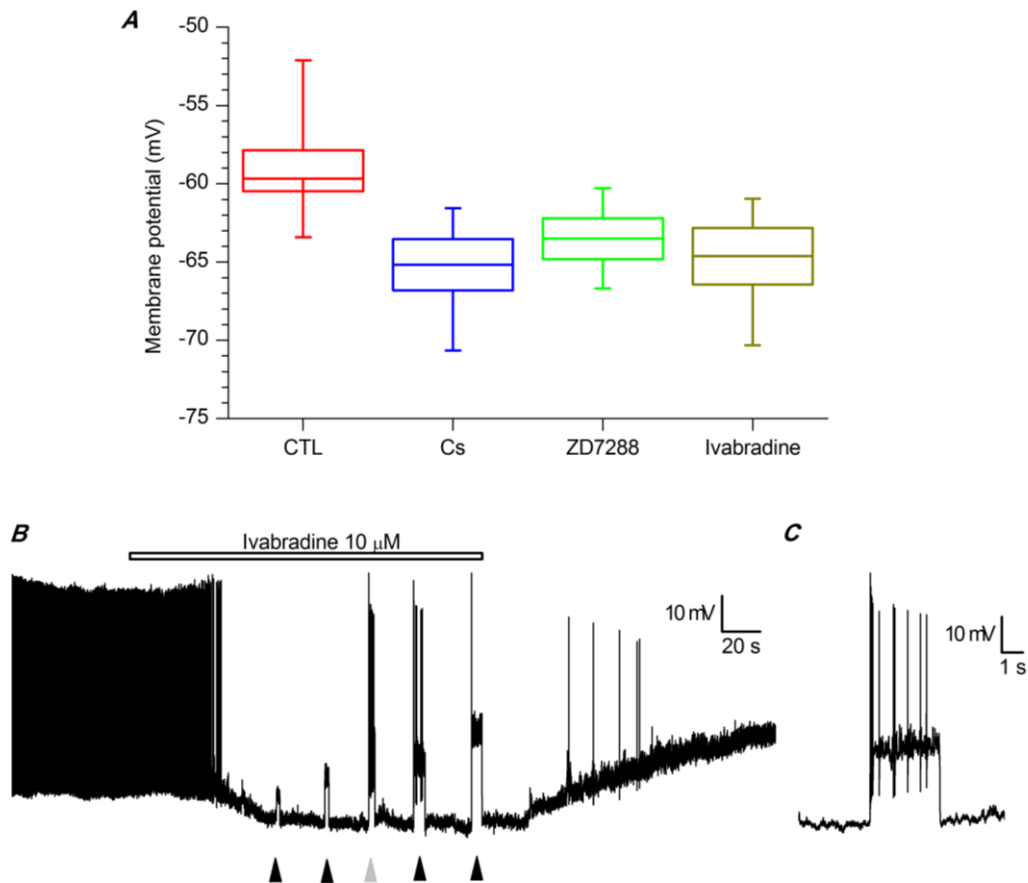 A
-50
-55
-60
-65
-70
-75
Membrane potential (mV)
CTL Cs ZD7288 Ivabradine
B
Ivabradine 10 μM
10 mV
20 s
C
10 mV
1 s